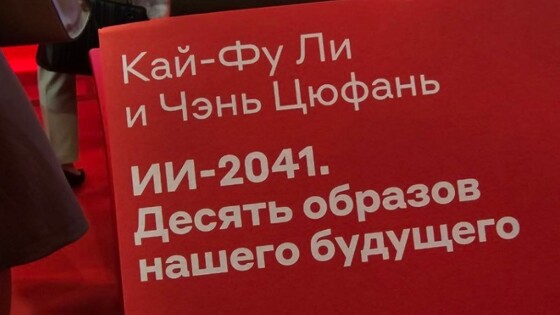 Кай-Фу Ли
и Чэнь Цюфань
ИИ-2041.
Десять образов
нашего будущего